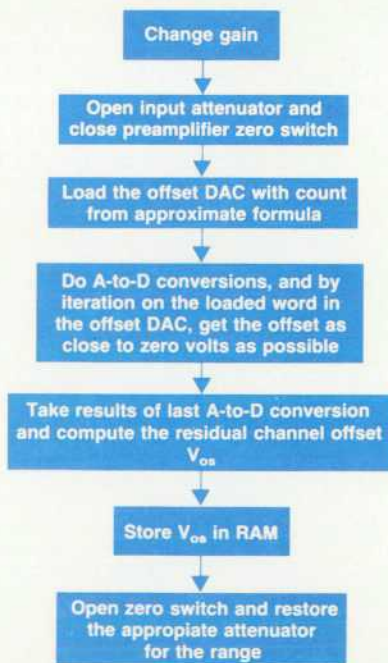 Change gain
Open input attenuator and
close preamplifier zero switch
Load the offset DAC with count
from approximate formula
Do A-to-D conversions, and by
iteration on the loaded word in
the offset DAC, get the offset as
close to zero volts as possible
Take results of last A-to-D conversion
and compute the residual channel offset
Vos
Store Vos in RAM
Open zero switch and restore
the appropiate attenuator
for the range